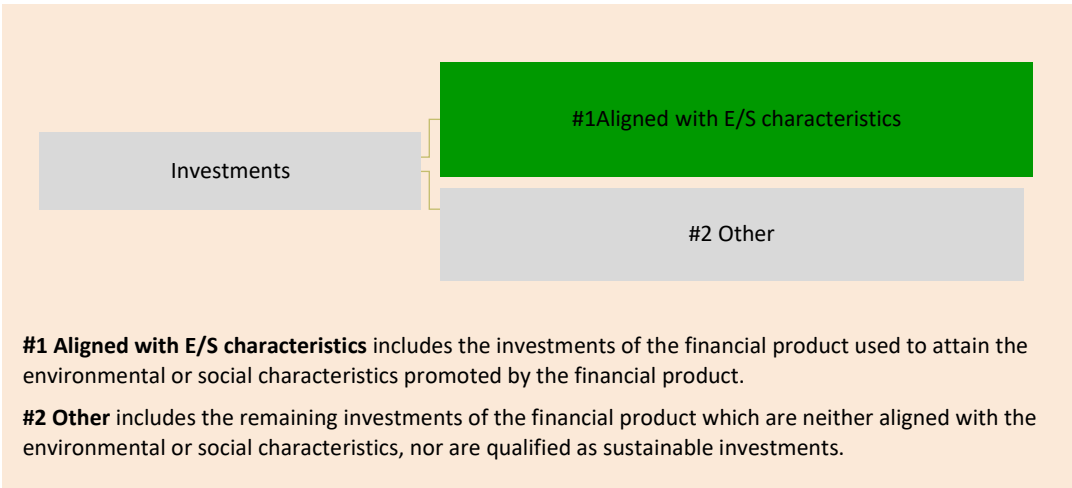 #1Aligned with E/S characteristics
Investments
#2 Other
#1 Aligned with E/S characteristics includes the investments of the financial product used to attain the
environmental or social characteristics promoted by the financial product.
#2 Other includes the remaining investments of the financial product which are neither aligned with the
environmental or social characteristics, nor are qualified as sustainable investments.